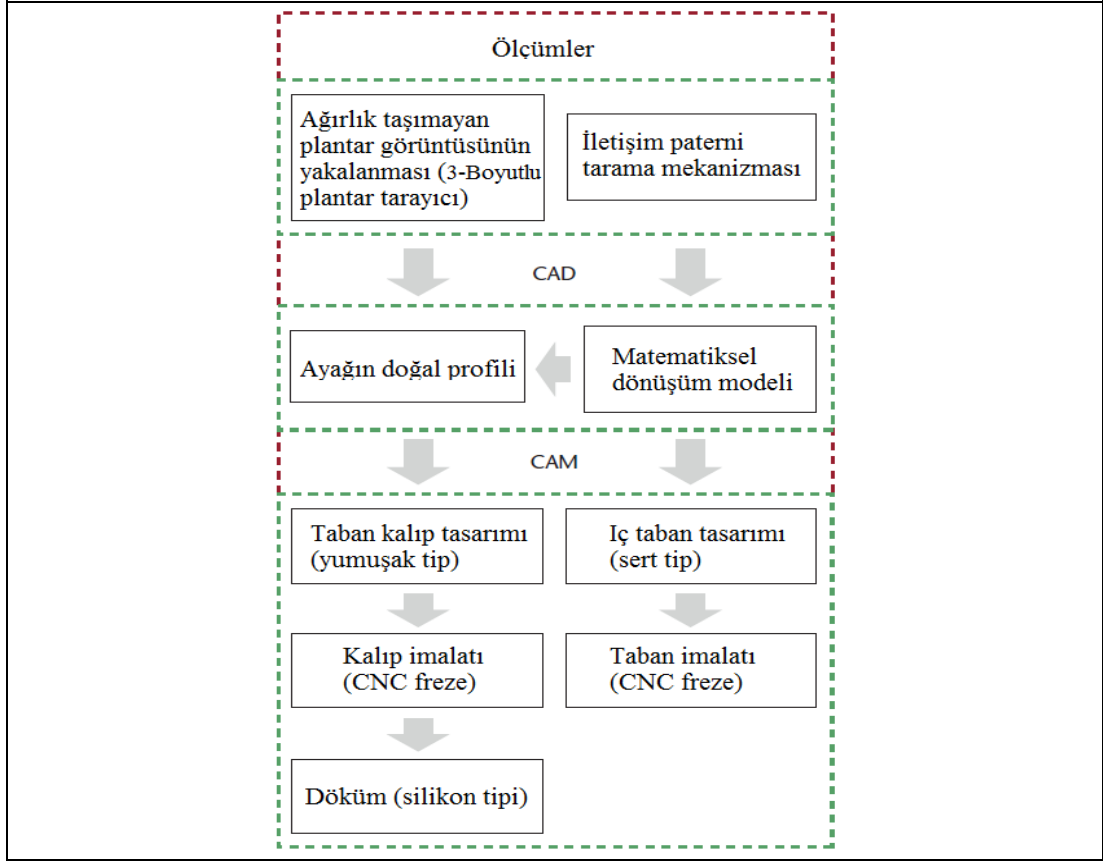 Ölçümler
Ağırlık taşımayan
plantar görüntüsünün
yakalanması (3-Boyutlu
plantar tarayıcı)
İletişim paterni
tarama mekanizması
CAD
Ayağın doğal profili
Matematiksel
dönüşüm modeli
CAM
Taban kalıp tasarımı
(yumuşak tip)
Iç taban tasarımı
(sert tip)
Kalıp imalatı
(CNC freze)
Taban imalatı
(CNC freze)
Döküm (silikon tipi)